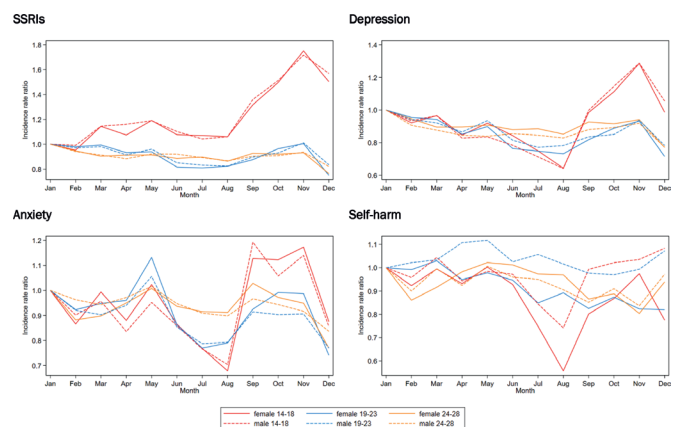 SSRIs
Depression
1.8
1.6
1.4
1.2
1.0
0.8
Incidence rate ratio
Jan Feb Mar Apr May Jun Jul Aug Sep Oct Nov Dec
Month
1.4
1.2
1.0
0.8
0.6
Incidence rate ratio
Jan Feb Mar Apr May Jun Jul Aug Sep Oct Nov Dec
Month
Anxiety
Self-harm
1.2
1.1
1.0
0.9
0.8
0.7
Incidence rate ratio
Jan Feb Mar Apr May Jun Jul Aug Sep Oct Nov Dec
Month
1.1
1.0
0.9
0.8
0.7
0.6
Incidence rate ratio
Jan Feb Mar Apr May Jun Jul Aug Sep Oct Nov Dec
Month
female 14-18 female 19-23 female 24-28
male 14-18 male 19-23 male 24-28